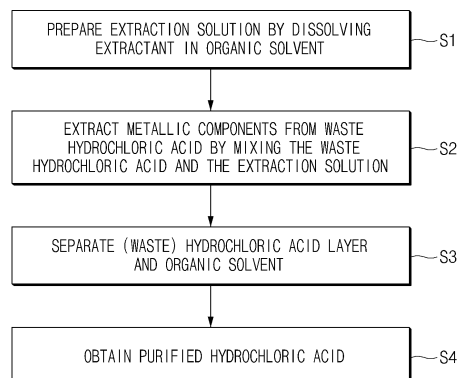 PREPARE EXTRACTION SOLUTION BY DISSOLVING
EXTRACTANT IN ORGANIC SOLVENT
S1
EXTRACT METALLIC COMPONENTS FROM WASTE
HYDROCHLORIC ACID BY MIXING THE WASTE
HYDROCHLORIC ACID AND THE EXTRACTION SOLUTION
S2
SEPARATE (WASTE) HYDROCHLORIC ACID LAYER
AND ORGANIC SOLVENT
S3
OBTAIN PURIFIED HYDROCHLORIC ACID
S4